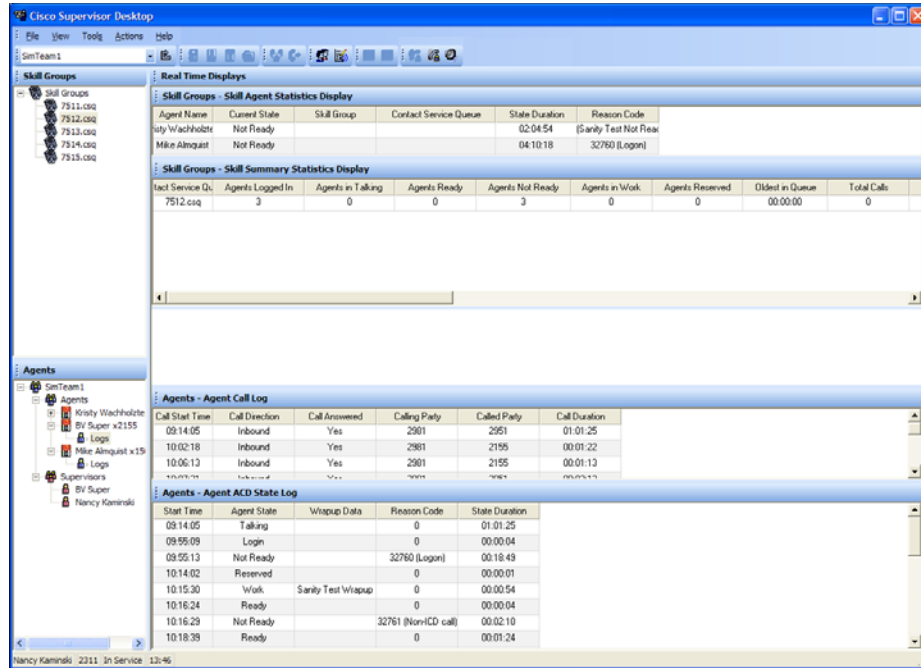 Cisco Supervisor Desktop
File View Tools Actions Help
SimTeam1
Skill Groups
Skill Groups
7511.csq
7512.csq
7513.csq
7514.csq
7515.csq
Real Time Displays
Skill Groups - Skill Agent Statistics Display
Agent Name Current State Skill Group Contact Service Queue State Duration Reason Code
isty Wachholzte Not Ready 02:04:54 (Sanity Test Not Read
Mike Almquist Not Ready 04:10:18 32760 (Logon)
Skill Groups - Skill Summary Statistics Display
tact Service Qu Agents Logged In Agents in Talking Agents Ready Agents Not Ready Agents in Work Agents Reserved Oldest in Queue Total Calls
7512.csq 3 0 0 3 0 0 00:00:00 0
Agents
SimTeam1
Agents
Kristy Wachholzte
BV Super x2155
Logs
Mike Almquist x15
Logs
Supervisors
BV Super
Nancy Kaminski
Agents - Agent Call Log
Call Start Time Call Direction Call Answered Calling Party Called Party Call Duration
09:14:05 Inbound Yes 2981 2951 01:01:25
10:02:18 Inbound Yes 2981 2155 00:01:22
10:06:13 Inbound Yes 2981 2155 00:01:13
Agents - Agent ACD State Log
Start Time Agent State Wrapup Data Reason Code State Duration
09:14:05 Talking 0 01:01:25
09:55:09 Login 0 00:00:04
09:55:13 Not Ready 32760 (Logon) 00:18:49
10:14:02 Reserved 0 00:00:01
10:15:30 Work Sanity Test Wrapup 0 00:00:54
10:16:24 Ready 0 00:00:04
10:16:29 Not Ready 32761 (Non-ICD call) 00:02:10
10:18:39 Ready 0 00:01:24
Nancy Kaminski 2311 In Service 13:46